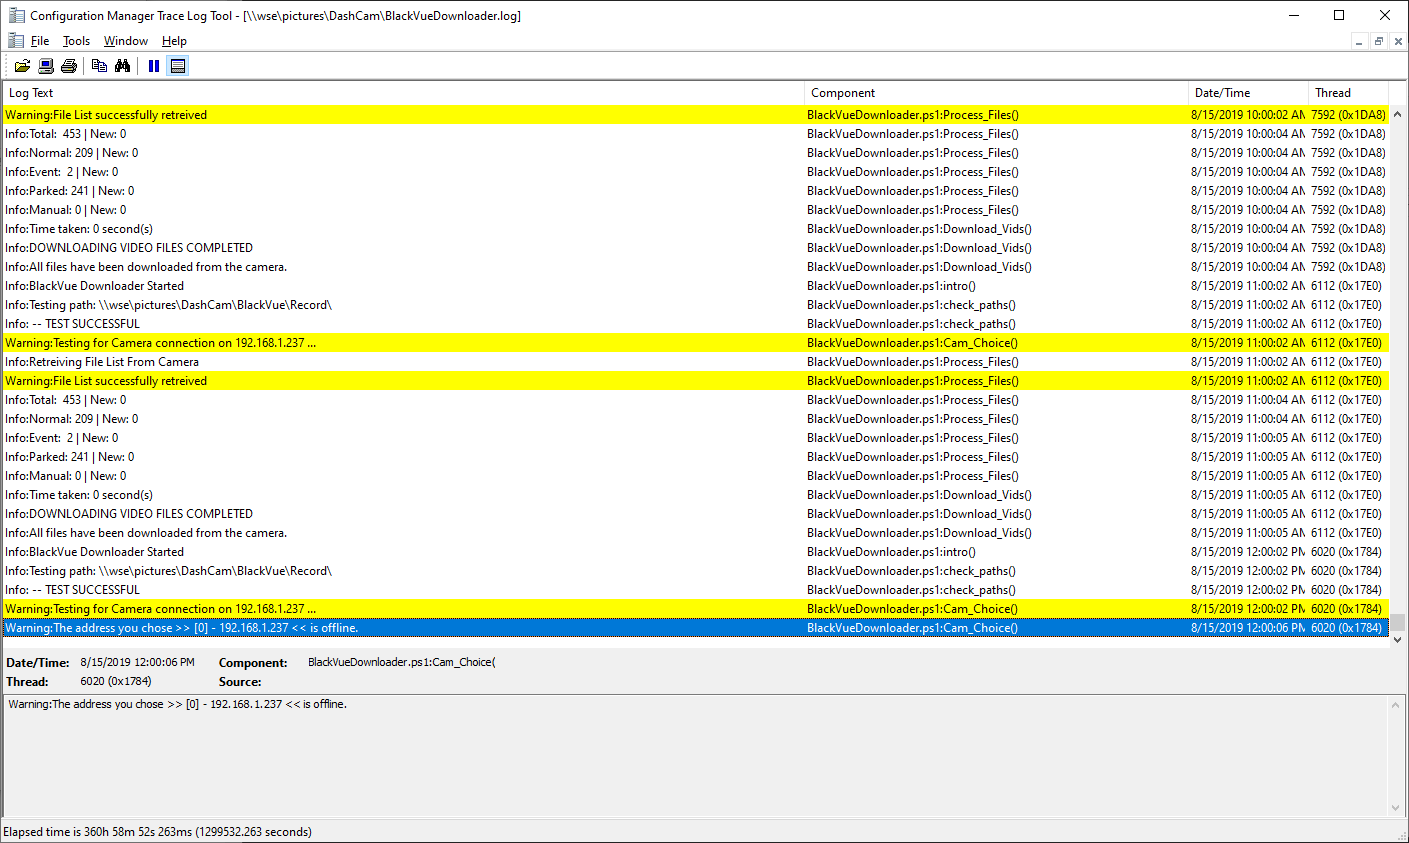 Configuration Manager Trace Log Tool - [\\wse\pictures\DashCam\BlackVueDownloader.log]
File Tools Window Help
Log Text Component Date/Time Thread
Warning:File List successfully retreived BlackVueDownloader.ps1:Process_Files() 8/15/2019 10:00:02 AM 7592 (0x1DA8)
Info:Total:  453 | New: 0 BlackVueDownloader.ps1:Process_Files() 8/15/2019 10:00:04 AM 7592 (0x1DA8)
Info:Normal: 209 | New: 0 BlackVueDownloader.ps1:Process_Files() 8/15/2019 10:00:04 AM 7592 (0x1DA8)
Info:Event:  2 | New: 0 BlackVueDownloader.ps1:Process_Files() 8/15/2019 10:00:04 AM 7592 (0x1DA8)
Info:Parked: 241 | New: 0 BlackVueDownloader.ps1:Process_Files() 8/15/2019 10:00:04 AM 7592 (0x1DA8)
Info:Manual: 0 | New: 0 BlackVueDownloader.ps1:Process_Files() 8/15/2019 10:00:04 AM 7592 (0x1DA8)
Info:Time taken: 0 second(s) BlackVueDownloader.ps1:Download_Vids() 8/15/2019 10:00:04 AM 7592 (0x1DA8)
Info:DOWNLOADING VIDEO FILES COMPLETED BlackVueDownloader.ps1:Download_Vids() 8/15/2019 10:00:04 AM 7592 (0x1DA8)
Info:All files have been downloaded from the camera. BlackVueDownloader.ps1:Download_Vids() 8/15/2019 10:00:04 AM 7592 (0x1DA8)
Info:BlackVue Downloader Started BlackVueDownloader.ps1:intro() 8/15/2019 11:00:02 AM 6112 (0x17E0)
Info:Testing path: \\wse\pictures\DashCam\BlackVue\Record\ BlackVueDownloader.ps1:check_paths() 8/15/2019 11:00:02 AM 6112 (0x17E0)
Info: -- TEST SUCCESSFUL BlackVueDownloader.ps1:check_paths() 8/15/2019 11:00:02 AM 6112 (0x17E0)
Warning:Testing for Camera connection on 192.168.1.237 ... BlackVueDownloader.ps1:Cam_Choice() 8/15/2019 11:00:02 AM 6112 (0x17E0)
Info:Retreiving File List From Camera BlackVueDownloader.ps1:Process_Files() 8/15/2019 11:00:02 AM 6112 (0x17E0)
Warning:File List successfully retreived BlackVueDownloader.ps1:Process_Files() 8/15/2019 11:00:02 AM 6112 (0x17E0)
Info:Total:  453 | New: 0 BlackVueDownloader.ps1:Process_Files() 8/15/2019 11:00:04 AM 6112 (0x17E0)
Info:Normal: 209 | New: 0 BlackVueDownloader.ps1:Process_Files() 8/15/2019 11:00:04 AM 6112 (0x17E0)
Info:Event:  2 | New: 0 BlackVueDownloader.ps1:Process_Files() 8/15/2019 11:00:05 AM 6112 (0x17E0)
Info:Parked: 241 | New: 0 BlackVueDownloader.ps1:Process_Files() 8/15/2019 11:00:05 AM 6112 (0x17E0)
Info:Manual: 0 | New: 0 BlackVueDownloader.ps1:Process_Files() 8/15/2019 11:00:05 AM 6112 (0x17E0)
Info:Time taken: 0 second(s) BlackVueDownloader.ps1:Download_Vids() 8/15/2019 11:00:05 AM 6112 (0x17E0)
Info:DOWNLOADING VIDEO FILES COMPLETED BlackVueDownloader.ps1:Download_Vids() 8/15/2019 11:00:05 AM 6112 (0x17E0)
Info:All files have been downloaded from the camera. BlackVueDownloader.ps1:Download_Vids() 8/15/2019 11:00:05 AM 6112 (0x17E0)
Info:BlackVue Downloader Started BlackVueDownloader.ps1:intro() 8/15/2019 12:00:02 PM 6020 (0x1784)
Info:Testing path: \\wse\pictures\DashCam\BlackVue\Record\ BlackVueDownloader.ps1:check_paths() 8/15/2019 12:00:02 PM 6020 (0x1784)
Info: -- TEST SUCCESSFUL BlackVueDownloader.ps1:check_paths() 8/15/2019 12:00:02 PM 6020 (0x1784)
Warning:Testing for Camera connection on 192.168.1.237 ... BlackVueDownloader.ps1:Cam_Choice() 8/15/2019 12:00:02 PM 6020 (0x1784)
Warning:The address you chose >> [0] - 192.168.1.237 << is offline. BlackVueDownloader.ps1:Cam_Choice() 8/15/2019 12:00:06 PM 6020 (0x1784)
Date/Time: 8/15/2019 12:00:06 PM Component: BlackVueDownloader.ps1:Cam_Choice(
Thread: 6020 (0x1784) Source:
Warning:The address you chose >> [0] - 192.168.1.237 << is offline.
Elapsed time is 360h 58m 52s 263ms (1299532.263 seconds)